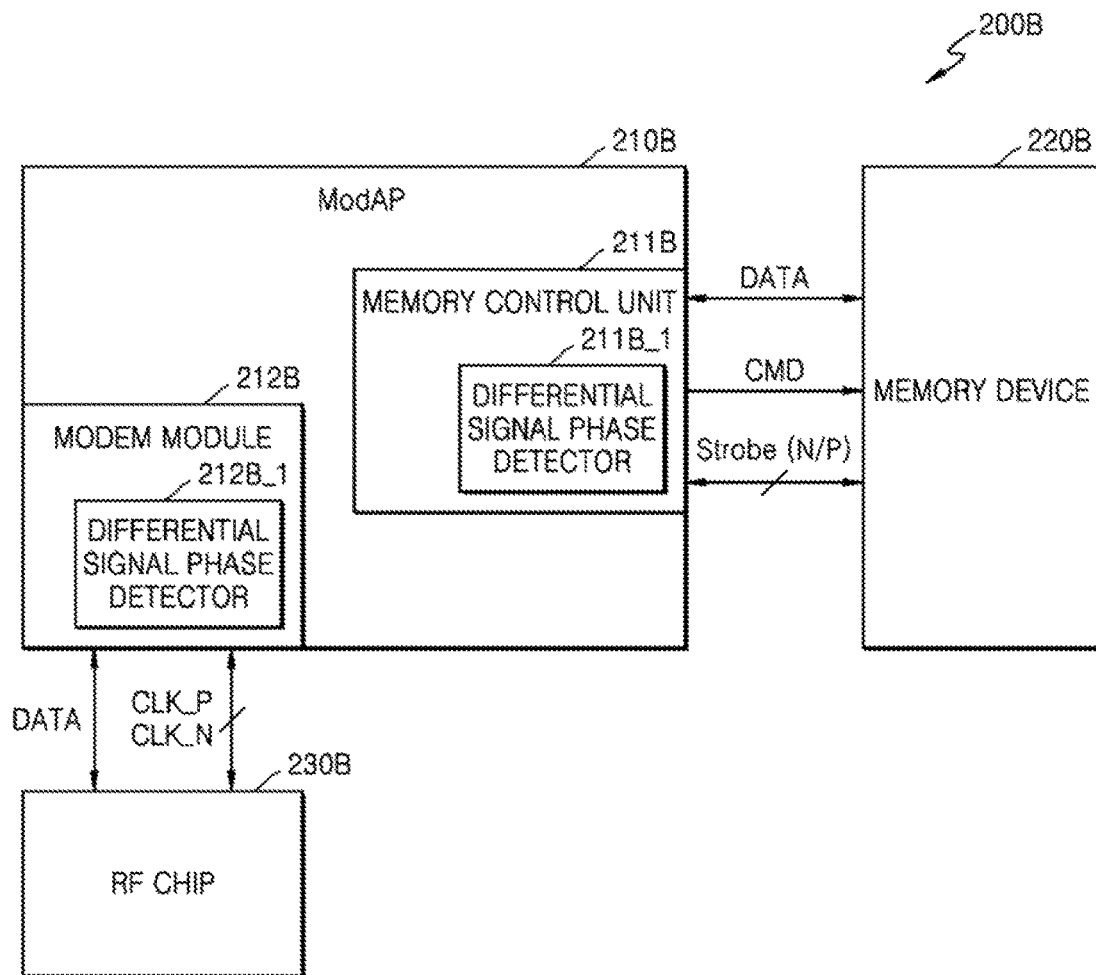 200B
210B
220B
ModAP
211B
MEMORY CONTROL UNIT
211B_1
DIFFERENTIAL
SIGNAL PHASE
DETECTOR
DATA
CMD
Strobe (N/P)
MEMORY DEVICE
212B
MODEM MODULE
212B_1
DIFFERENTIAL
SIGNAL PHASE
DETECTOR
DATA
CLK_P
CLK_N
230B
RF CHIP